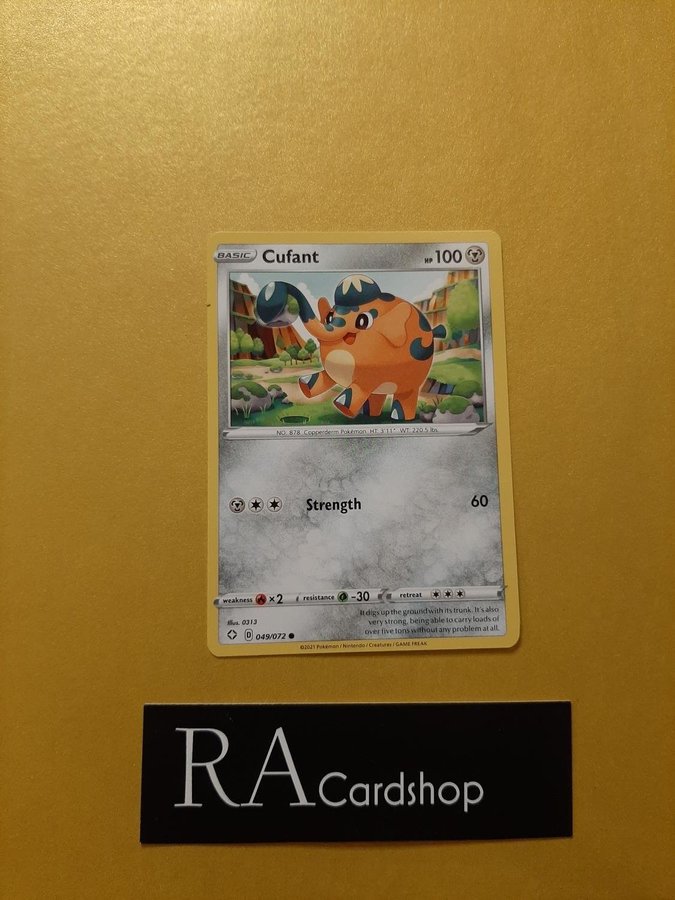 BASIC Cufant HP 100
NO. 878 Copperderm Pokémon HT: 3'11" WT: 220.5 lbs.
Strength 60
weakness ×2 resistance -30 retreat
Illus. 0313
It digs up the ground with its trunk. It's also
very strong, being able to carry loads of
over five tons without any problem at all.
D 049/072
©2021 Pokémon / Nintendo / Creatures / GAME FREAK
RA Cardshop